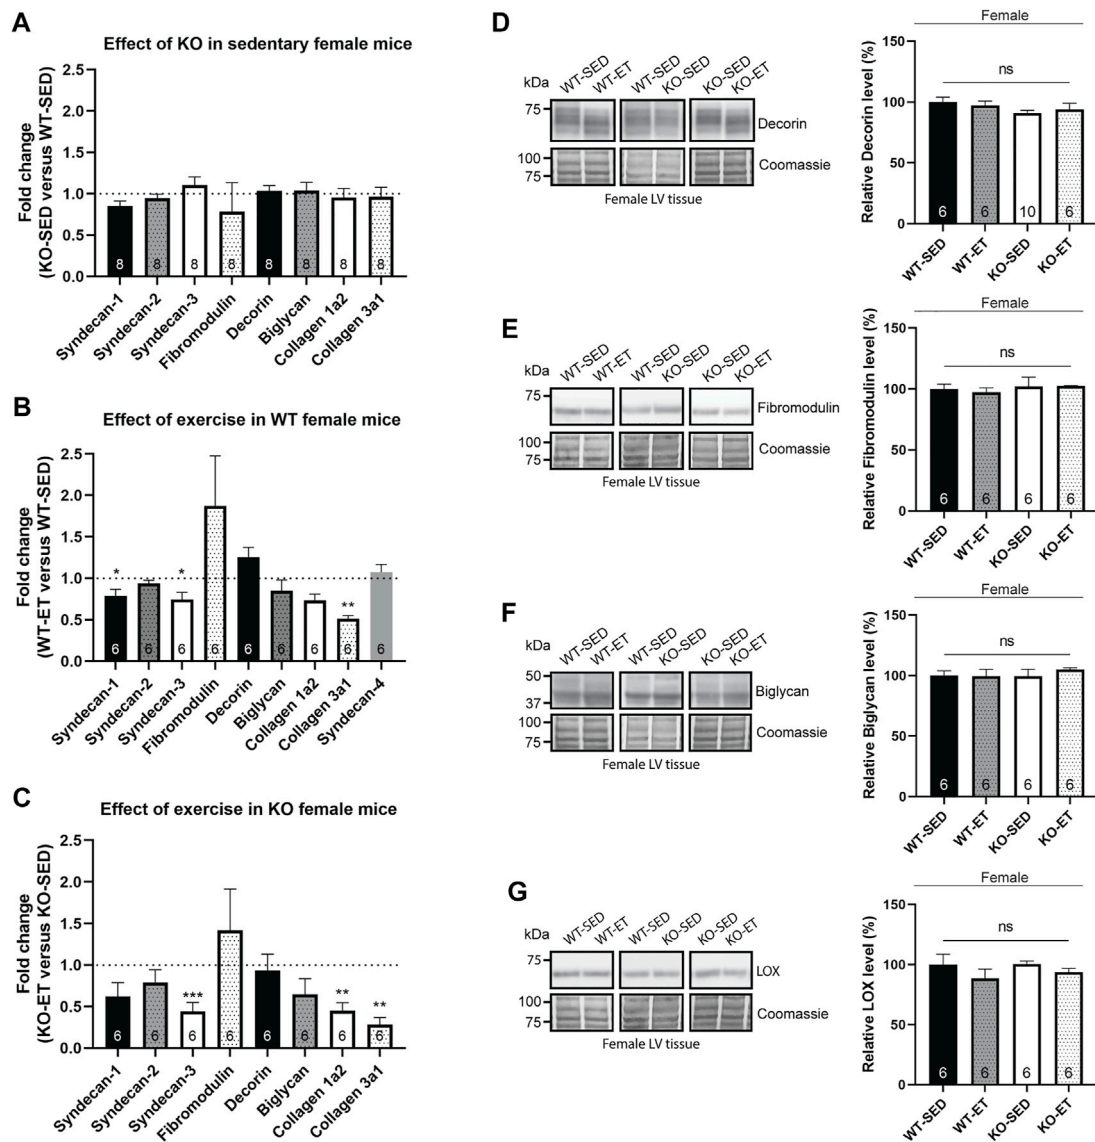 A
Effect of KO in sedentary female mice
Fold change
(KO-SED versus WT-SED)
2.5
2.0
1.5
1.0
0.5
0.0
8 8 8 8 8 8 8 8
Syndecan-1
Syndecan-2
Syndecan-3
Fibromodulin
Decorin
Biglycan
Collagen 1a2
Collagen 3a1
B
Effect of exercise in WT female mice
Fold change
(WT-ET versus WT-SED)
2.5
2.0
1.5
1.0
0.5
0.0
* * **
6 6 6 6 6 6 6 6 6
Syndecan-1
Syndecan-2
Syndecan-3
Fibromodulin
Decorin
Biglycan
Collagen 1a2
Collagen 3a1
Syndecan-4
C
Effect of exercise in KO female mice
Fold change
(KO-ET versus KO-SED)
2.5
2.0
1.5
1.0
0.5
0.0
*** ** **
6 6 6 6 6 6 6 6
Syndecan-1
Syndecan-2
Syndecan-3
Fibromodulin
Decorin
Biglycan
Collagen 1a2
Collagen 3a1
D
kDa
WT-SED WT-ET WT-SED KO-SED KO-SED KO-ET
75
Decorin
100
75
Coomassie
Female LV tissue
Female
Relative Decorin level (%)
150
100
50
0
ns
6 6 10 6
WT-SED
WT-ET
KO-SED
KO-ET
E
kDa
WT-SED WT-ET WT-SED KO-SED KO-SED KO-ET
75
Fibromodulin
100
75
Coomassie
Female LV tissue
Female
Relative Fibromodulin level (%)
150
100
50
0
ns
6 6 6 6
WT-SED
WT-ET
KO-SED
KO-ET
F
kDa
WT-SED WT-ET WT-SED KO-SED KO-SED KO-ET
50
37
Biglycan
100
75
Coomassie
Female LV tissue
Female
Relative Biglycan level (%)
150
100
50
0
ns
6 6 6 6
WT-SED
WT-ET
KO-SED
KO-ET
G
kDa
WT-SED WT-ET WT-SED KO-SED KO-SED KO-ET
75
LOX
100
75
Coomassie
Female LV tissue
Female
Relative LOX level (%)
150
100
50
0
ns
6 6 6 6
WT-SED
WT-ET
KO-SED
KO-ET